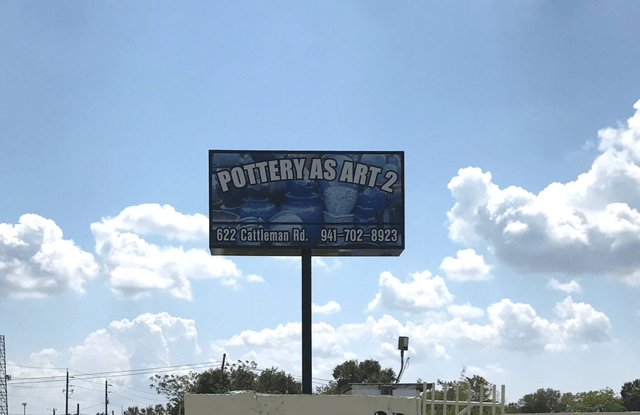 POTTERY AS ART 2
622 Cattleman Rd. 941-702-8923